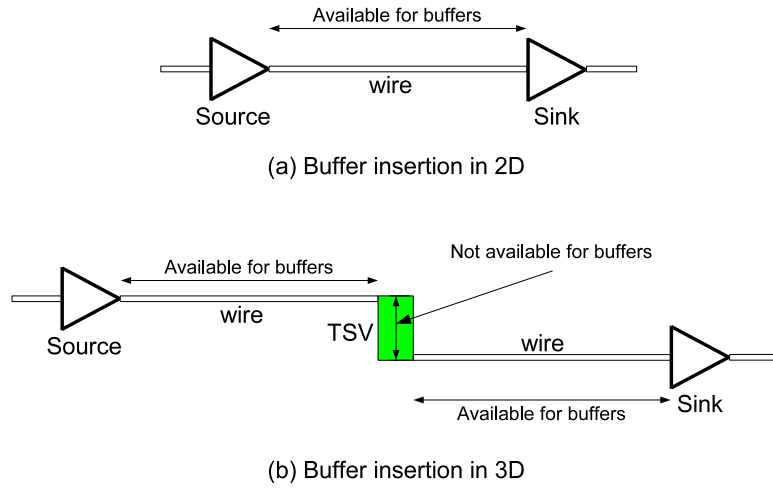 Available for buffers
wire
Source
Sink
(a) Buffer insertion in 2D
Not available for buffers
Available for buffers
wire
TSV
Source
wire
Available for buffers
Sink
(b) Buffer insertion in 3D